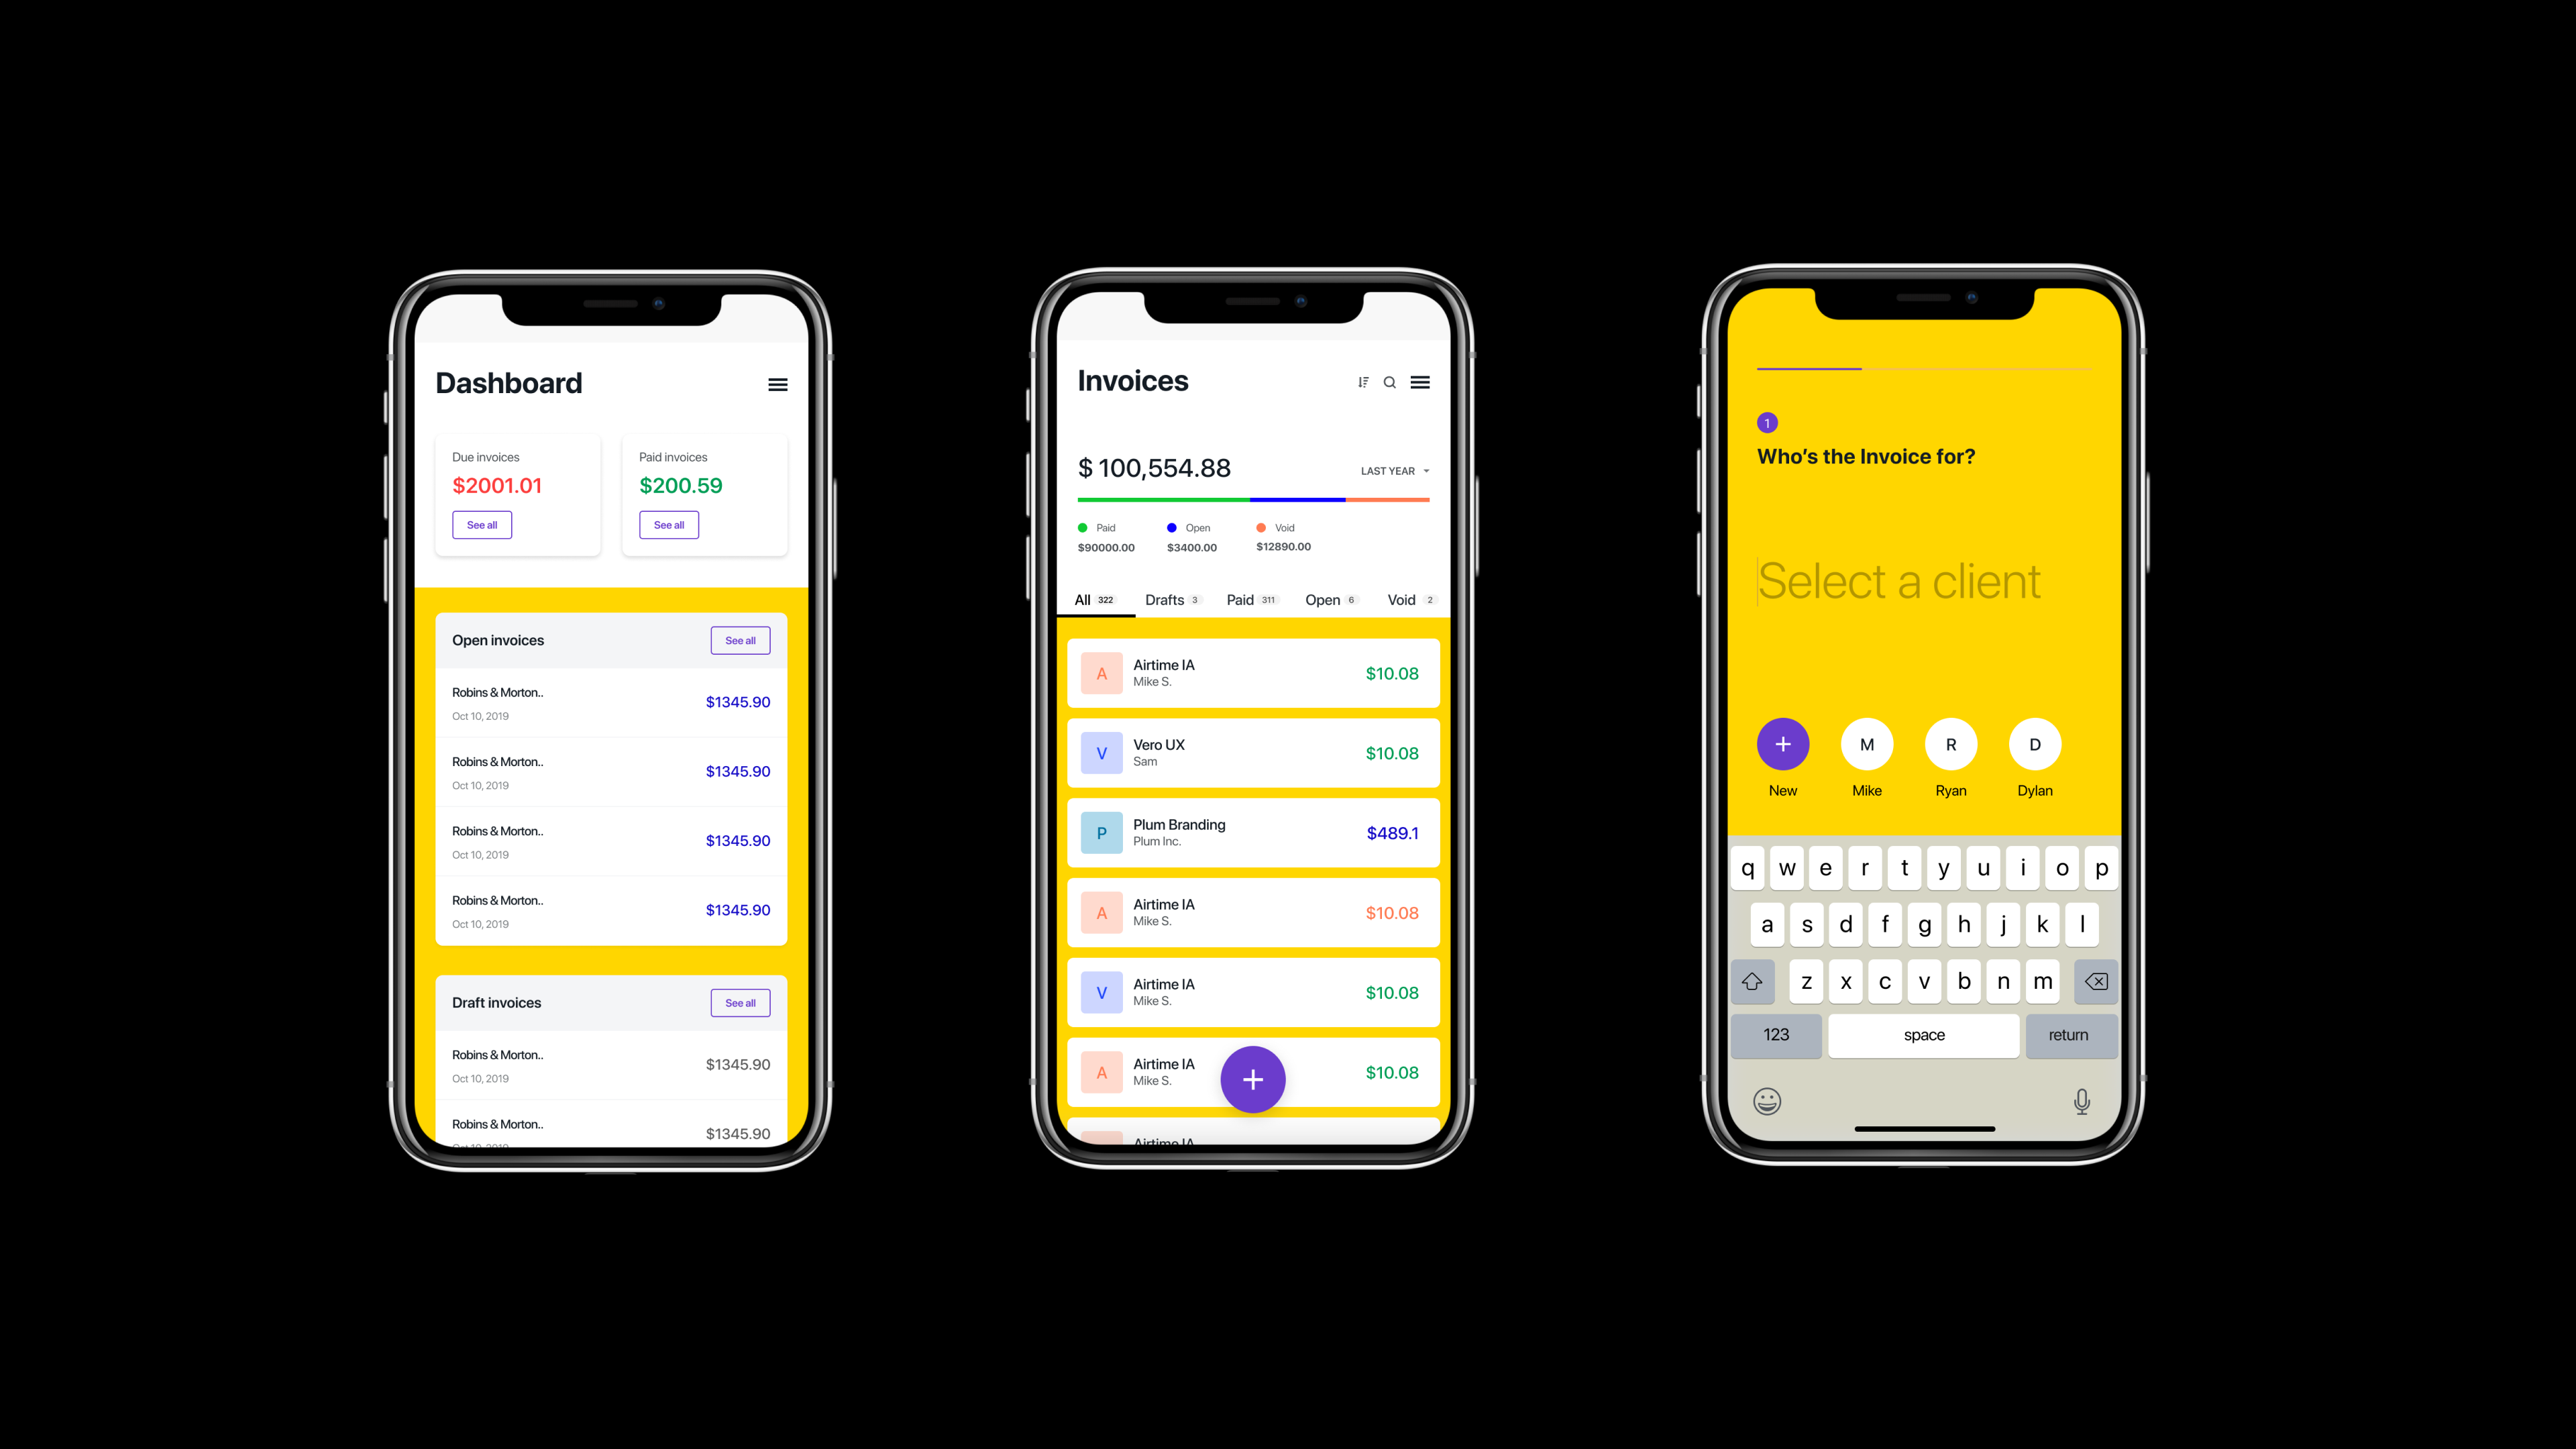 Dashboard
Due invoices
$2001.01
See all
Paid invoices
$200.59
See all
Open invoices
See all
Robins & Morton..
Oct 10, 2019
$1345.90
Robins & Morton..
Oct 10, 2019
$1345.90
Robins & Morton..
Oct 10, 2019
$1345.90
Robins & Morton..
Oct 10, 2019
$1345.90
Draft invoices
See all
Robins & Morton..
Oct 10, 2019
$1345.90
Robins & Morton..
$1345.90
Invoices
$ 100,554.88
LAST YEAR
Paid
$90000.00
Open
$3400.00
Void
$12890.00
All 322 Drafts 3 Paid 311 Open 6 Void 2
A
Airtime IA
Mike S.
$10.08
V
Vero UX
Sam
$10.08
P
Plum Branding
Plum Inc.
$489.1
A
Airtime IA
Mike S.
$10.08
V
Airtime IA
Mike S.
$10.08
A
Airtime IA
Mike S.
$10.08
Airtime IA
1
Who's the Invoice for?
Select a client
M R D
New Mike Ryan Dylan
q w e r t y u i o p
a s d f g h j k l
z x c v b n m
123 space return